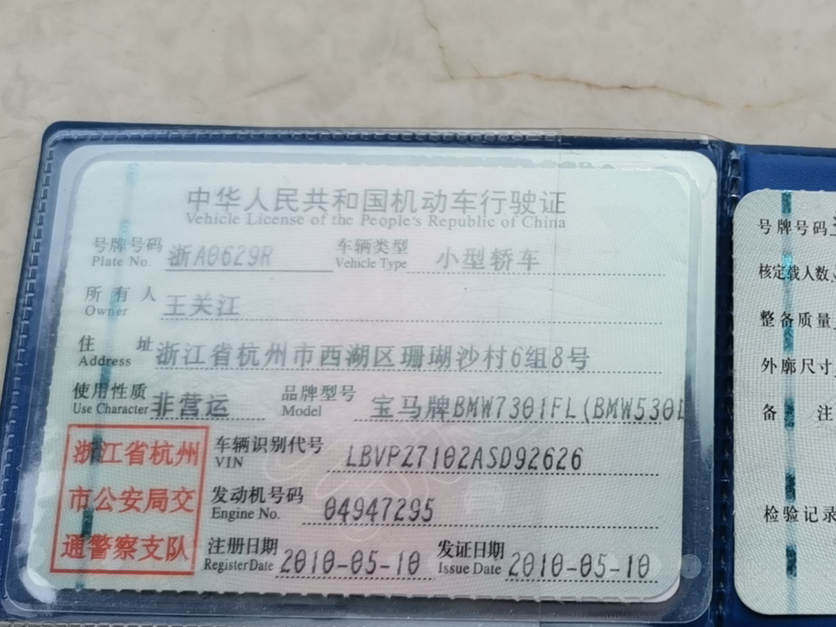 中华人民共和国机动车行驶证
Vehicle License of the People's Republic of China
号牌号码 浙A0629R 车辆类型 小型轿车
Plate No. Vehicle Type
所有人 王关江
Owner
住址 浙江省杭州市西湖区珊瑚沙村6组8号
Address
使用性质 非营运 品牌型号 宝马牌BMW7301FL(BMW530L
Use Character Model
浙江省杭州
市公安局交
通警察支队
车辆识别代号 LBVPZ7102ASD92626
VIN
发动机号码 04947295
Engine No.
注册日期 2010-05-10 发证日期 2010-05-10
Register Date Issue Date
号牌号码
核定载人数
整备质量
外廓尺寸
备注
检验记录